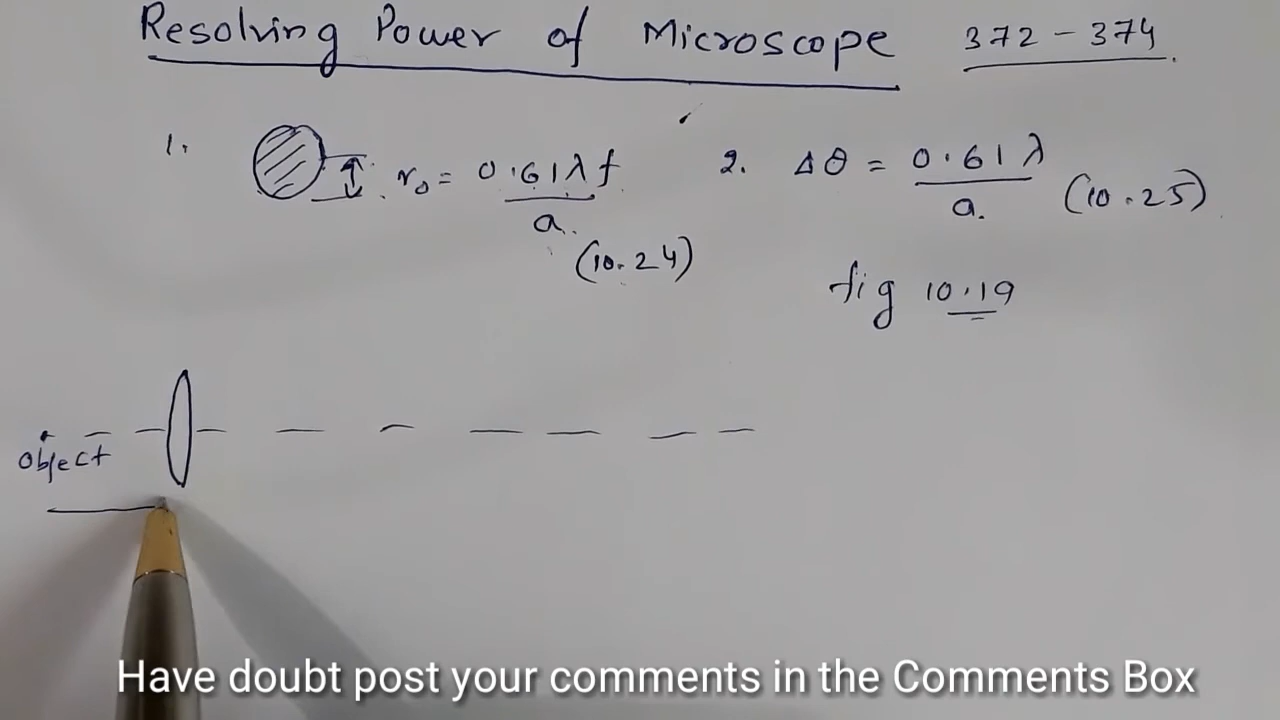 Resolving Power of Microscope 372 - 374
1. r₀ = 0.61λf / a. (10.24)
2. Δθ = 0.61λ / a. (10.25)
fig 10.19
object
Have doubt post your comments in the Comments Box